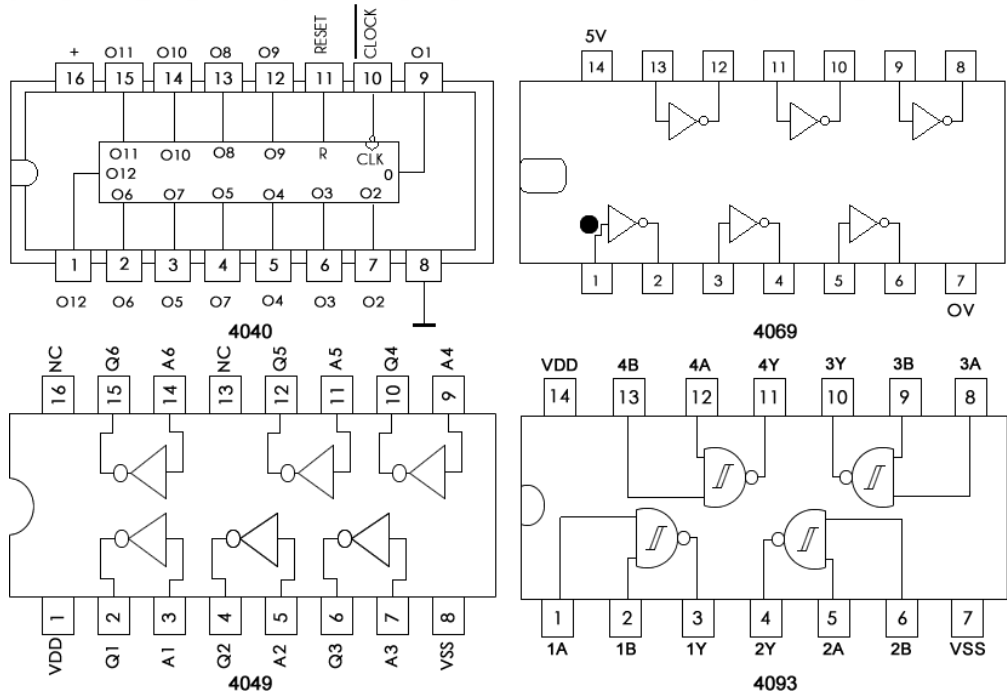 + O11 O10 O8 O9 RESET CLOCK O1
16 15 14 13 12 11 10 9
O11 O10 O8 O9 R CLK
O12 0
O6 O7 O5 O4 O3 O2
1 2 3 4 5 6 7 8
O12 O6 O5 O7 O4 O3 O2
4040
5V
14 13 12 11 10 9 8
1 2 3 4 5 6 7
OV
4069
NC Q6 A6 NC Q5 A5 Q4 A4
16 15 14 13 12 11 10 9
1 2 3 4 5 6 7 8
VDD Q1 A1 Q2 A2 Q3 A3 VSS
4049
VDD 4B 4A 4Y 3Y 3B 3A
14 13 12 11 10 9 8
1 2 3 4 5 6 7
1A 1B 1Y 2Y 2A 2B VSS
4093